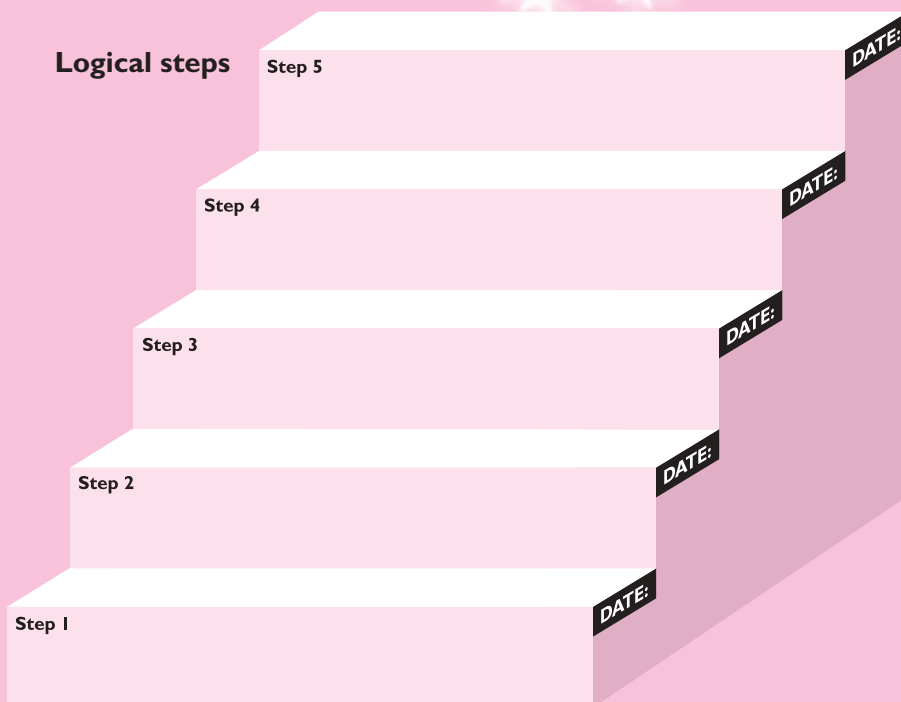 Logical steps
Step 5
DATE:
Step 4
DATE:
Step 3
DATE:
Step 2
DATE:
Step 1
DATE: